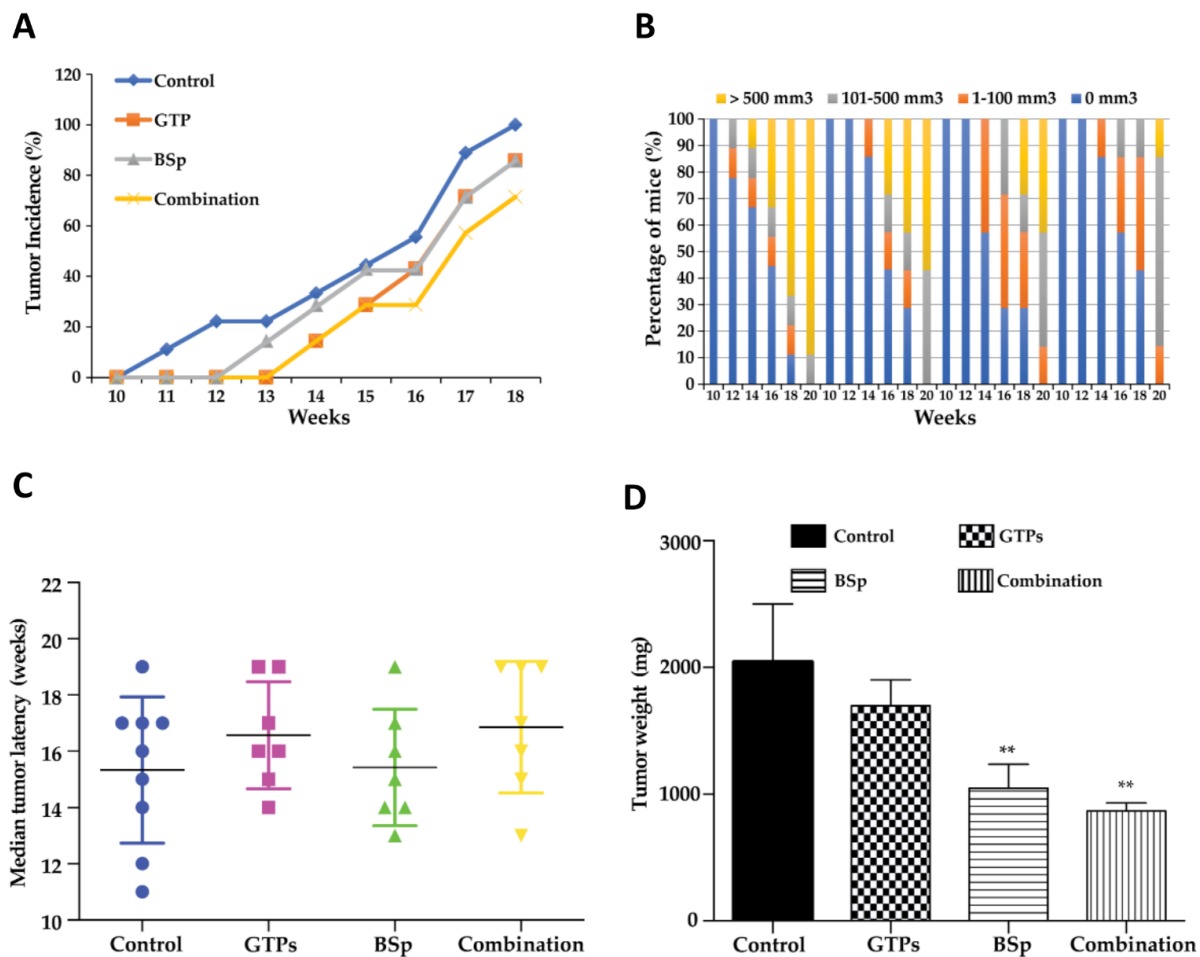 A
Tumor Incidence (%)
120
100
80
60
40
20
0
Control
GTP
BSp
Combination
10 11 12 13 14 15 16 17 18
Weeks
B
> 500 mm3 101-500 mm3 1-100 mm3 0 mm3
Percentage of mice (%)
100
90
80
70
60
50
40
30
20
10
0
10 12 14 16 18 20 10 12 14 16 18 20 10 12 14 16 18 20 10 12 14 16 18 20
Weeks
C
Median tumor latency (weeks)
22
20
18
16
14
12
10
Control GTPs BSp Combination
D
Control GTPs
BSp Combination
Tumor weight (mg)
3000
2000
1000
0
**
**
Control GTPs BSp Combination